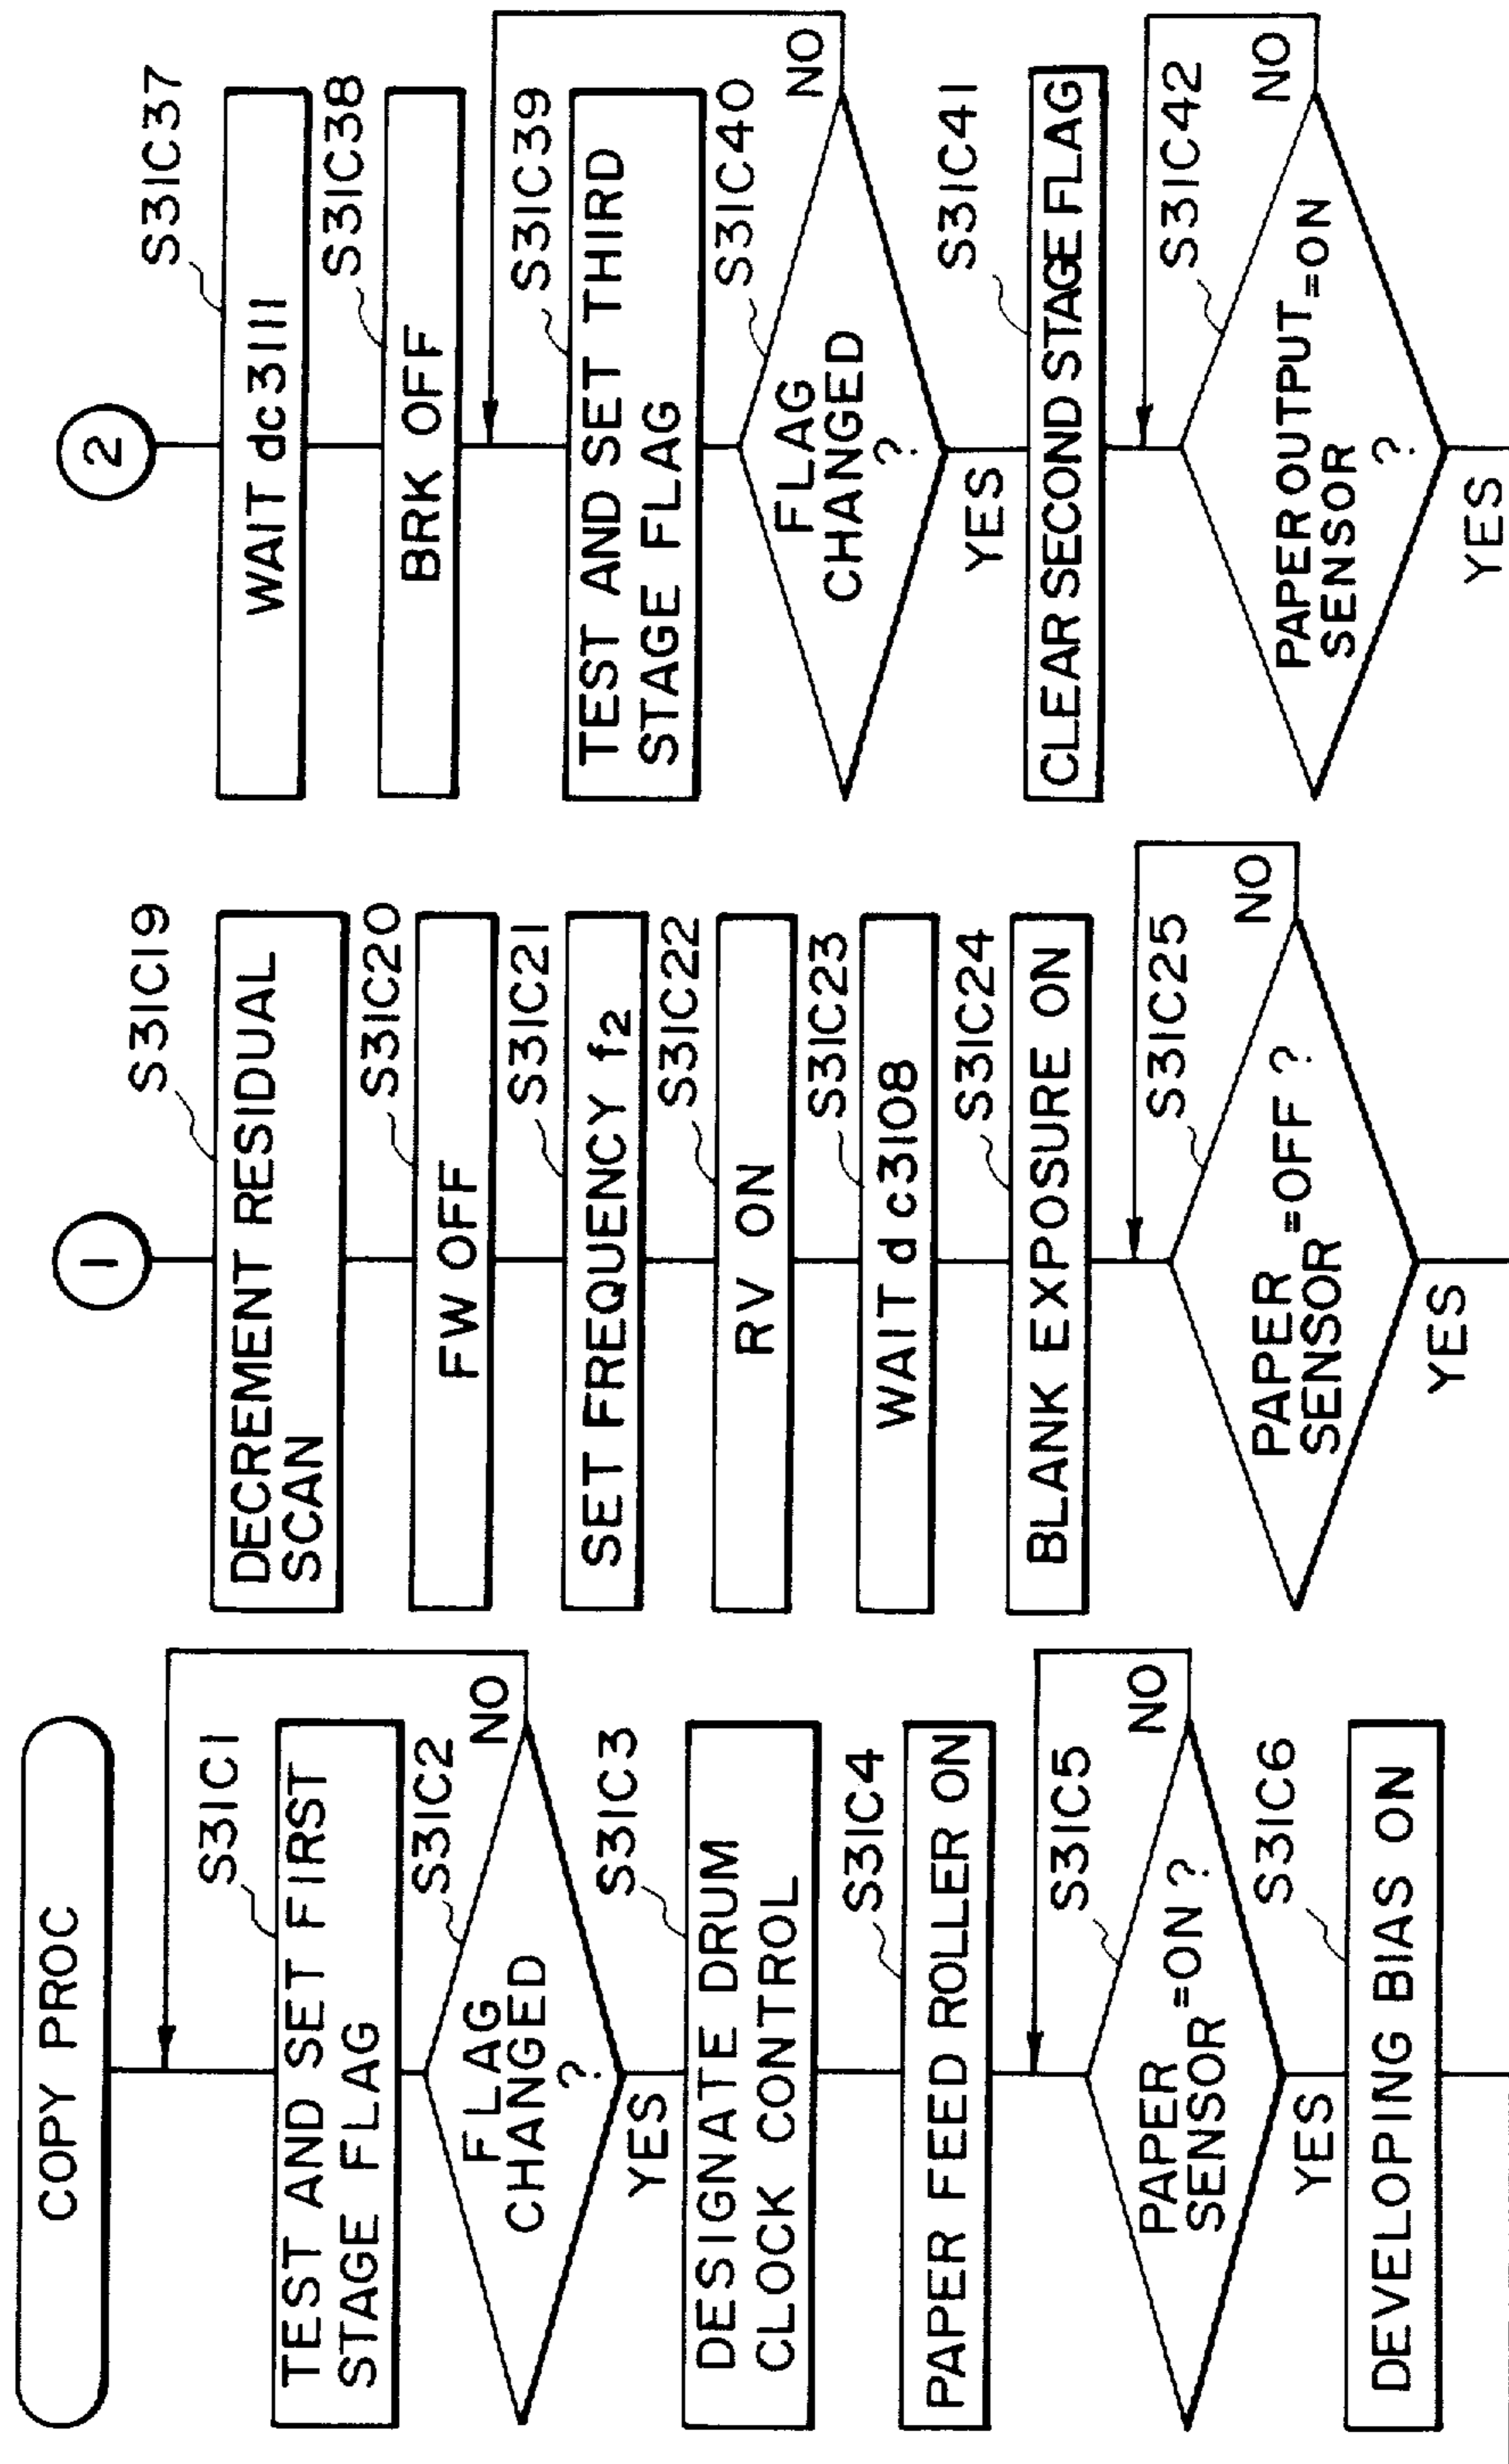 COPY PROC
S31C1
TEST AND SET FIRST
STAGE FLAG
S31C2
FLAG
CHANGED
?
NO
YES
S31C3
DESIGNATE DRUM
CLOCK CONTROL
S31C4
PAPER FEED ROLLER ON
S31C5
PAPER
SENSOR =ON ?
NO
YES
S31C6
DEVELOPING BIAS ON
1
S31C19
DECREMENT RESIDUAL
SCAN
S31C20
FW OFF
S31C21
SET FREQUENCY f2
S31C22
RV ON
S31C23
WAIT dc3108
S31C24
BLANK EXPOSURE ON
S31C25
PAPER
SENSOR =OFF ?
NO
YES
2
S31C37
WAIT dc3111
S31C38
BRK OFF
S31C39
TEST AND SET THIRD
STAGE FLAG
S31C40
FLAG
CHANGED
?
NO
YES
S31C41
CLEAR SECOND STAGE FLAG
S31C42
PAPER OUTPUT =ON
SENSOR ?
NO
YES